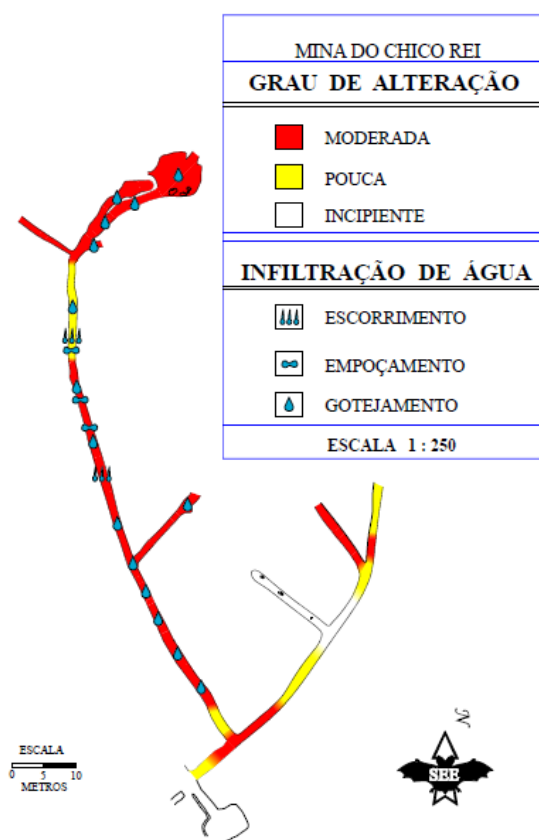 MINA DO CHICO REI
GRAU DE ALTERAÇÃO
MODERADA
POUCA
INCIPIENTE
INFILTRAÇÃO DE ÁGUA
ESCORRIMENTO
EMPOÇAMENTO
GOTEJAMENTO
ESCALA 1 : 250
N
SEE
ESCALA
0 5 10
METROS